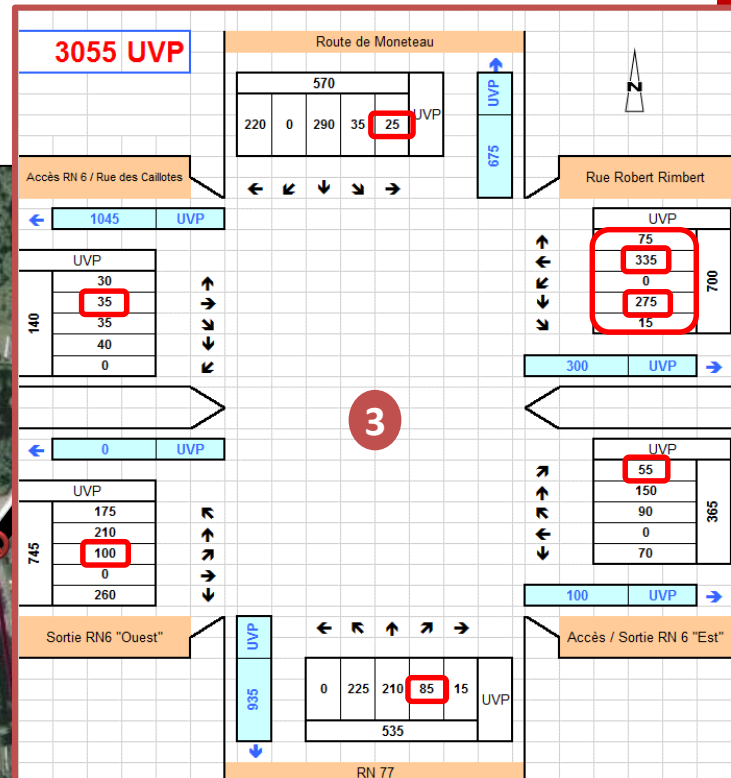 3055 UVP
Route de Moneteau
570
220 0 290 35 25 UVP
UVP 675
N
Accès RN 6 / Rue des Caillotes
1045 UVP
UVP
30
35
35
40
0
140
Rue Robert Rimbert
UVP
75
335
0
275
15
700
300 UVP
3
0 UVP
UVP
175
210
100
0
260
745
UVP
55
150
90
0
70
365
100 UVP
Sortie RN6 "Ouest"
Accès / Sortie RN 6 "Est"
UVP 935
0 225 210 85 15 UVP
535
RN 77